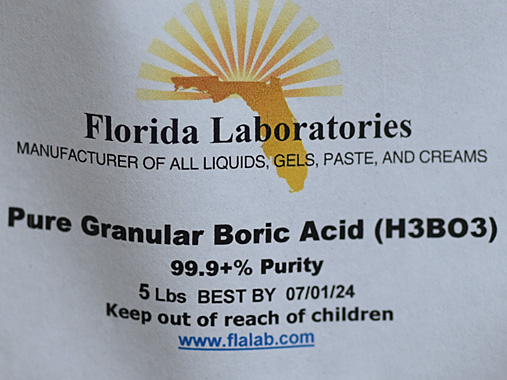 Florida Laboratories
MANUFACTURER OF ALL LIQUIDS, GELS, PASTE, AND CREAMS
Pure Granular Boric Acid (H3BO3)
99.9+% Purity
5 Lbs BEST BY 07/01/24
Keep out of reach of children
www.flalab.com